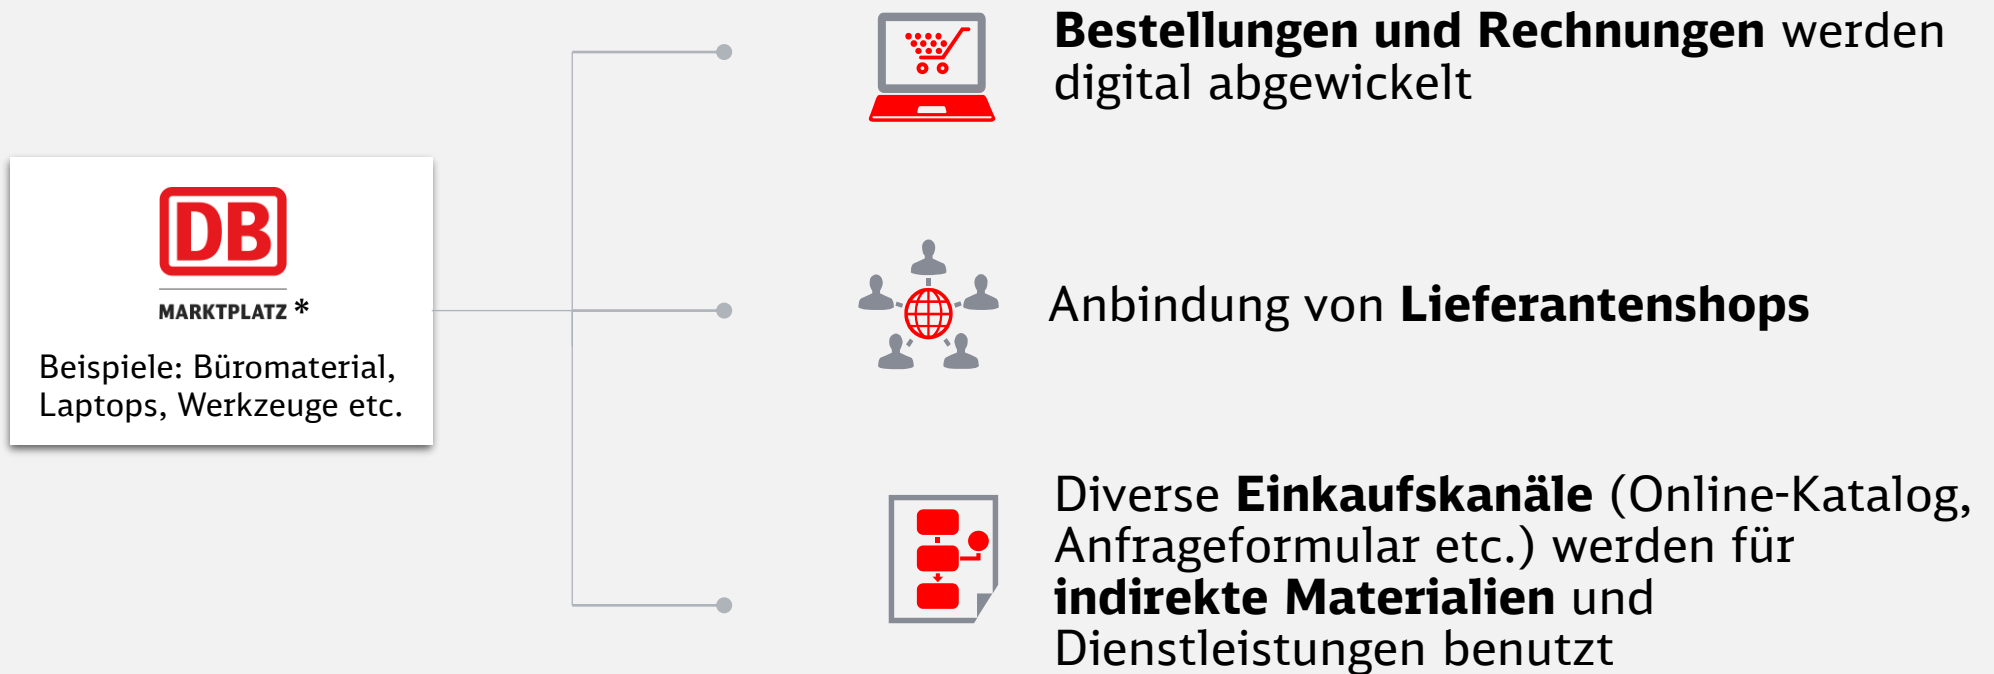 DB
MARKTPLATZ *
Beispiele: Büromaterial,
Laptops, Werkzeuge etc.
Bestellungen und Rechnungen werden
digital abgewickelt
Anbindung von Lieferantenshops
Diverse Einkaufskanäle (Online-Katalog,
Anfrageformular etc.) werden für
indirekte Materialien und
Dienstleistungen benutzt